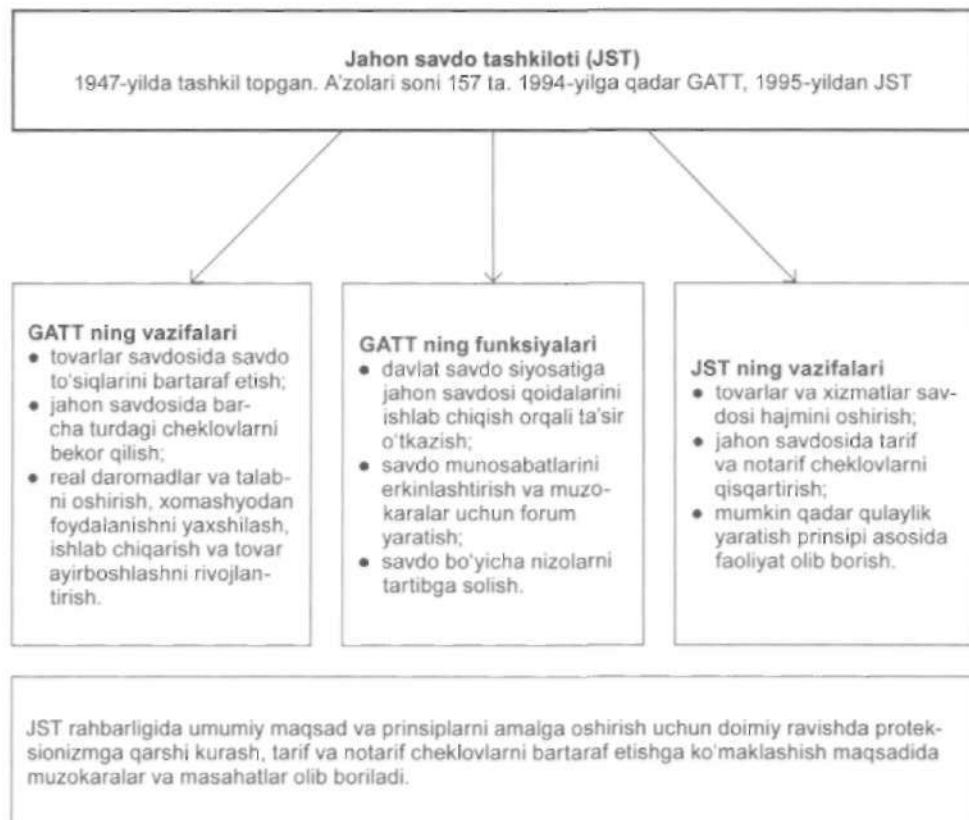 Jahon savdo tashkiloti (JST)
1947-yilda tashkil topgan. A'zolari soni 157 ta. 1994-yilga qadar GATT, 1995-yildan JST
GATT ning vazifalari
● tovarlar savdosida savdo
to'siqlarini bartaraf etish;
● jahon savdosida bar-
cha turdagi cheklovlarni
bekor qilish;
● real daromadlar va talab-
ni oshirish, xomashyodan
foydalanishni yaxshilash,
ishlab chiqarish va tovar
ayirboshlashni rivojlan-
tirish.
GATT ning funksiyalari
● davlat savdo siyosatiga
jahon savdosi qoidalarini
ishlab chiqish orqali ta'sir
o'tkazish;
● savdo munosabatlarini
erkinlashtirish va muzo-
karalar uchun forum
yaratish;
● savdo bo'yicha nizolarni
tartibga solish.
JST ning vazifalari
● tovarlar va xizmatlar sav-
dosi hajmini oshirish;
● jahon savdosida tarif
va notarif cheklovlarni
qisqartirish;
● mumkin qadar qulaylik
yaratish prinsipi asosida
faoliyat olib borish.
JST rahbarligida umumiy maqsad va prinsiplarni amalga oshirish uchun doimiy ravishda protek-
sionizmga qarshi kurash, tarif va notarif cheklovlarni bartaraf etishga ko'maklashish maqsadida
muzokaralar va masahatlar olib boriladi.